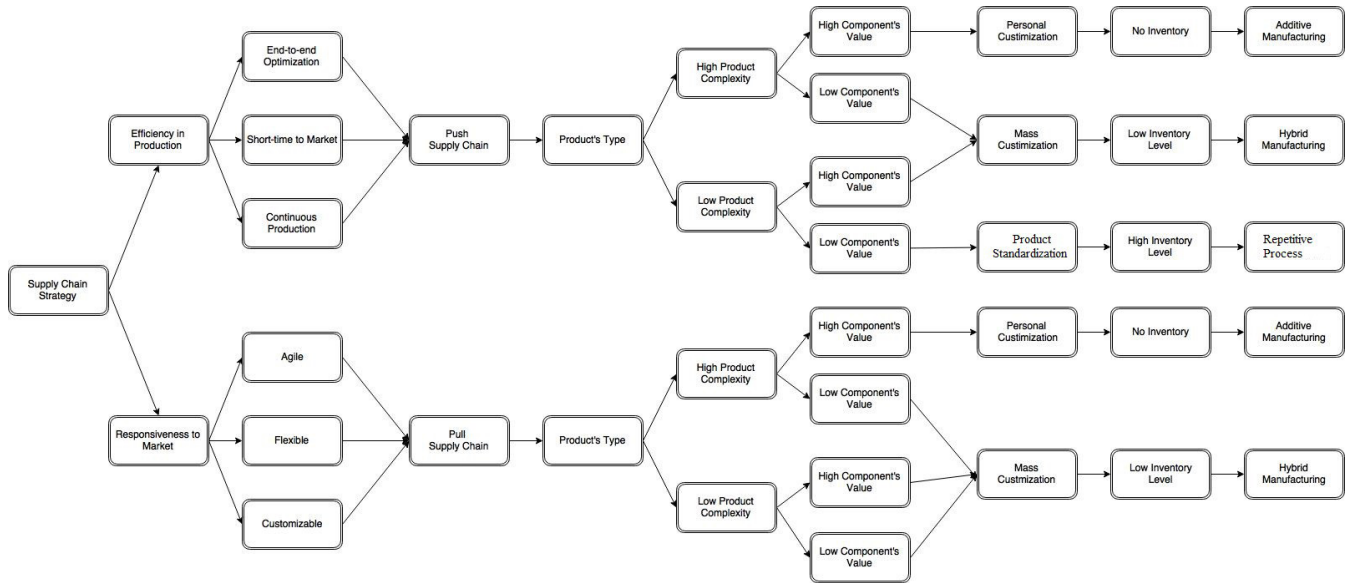 Supply Chain
Strategy
Efficiency in
Production
End-to-end
Optimization
Short-time to Market
Continuous
Production
Push
Supply Chain
Product's Type
High Product
Complexity
High Component's
Value
Personal
Custimization
No Inventory
Additive
Manufacturing
Low Component's
Value
Mass
Custimization
Low Inventory
Level
Hybrid
Manufacturing
Low Product
Complexity
High Component's
Value
Low Component's
Value
Product
Standardization
High Inventory
Level
Repetitive
Process
Responsiveness to
Market
Agile
Flexible
Customizable
Pull
Supply Chain
Product's Type
High Product
Complexity
High Component's
Value
Personal
Custimization
No Inventory
Additive
Manufacturing
Low Component's
Value
Mass
Custmization
Low Inventory
Level
Hybrid
Manufacturing
Low Product
Complexity
High Component's
Value
Low Component's
Value